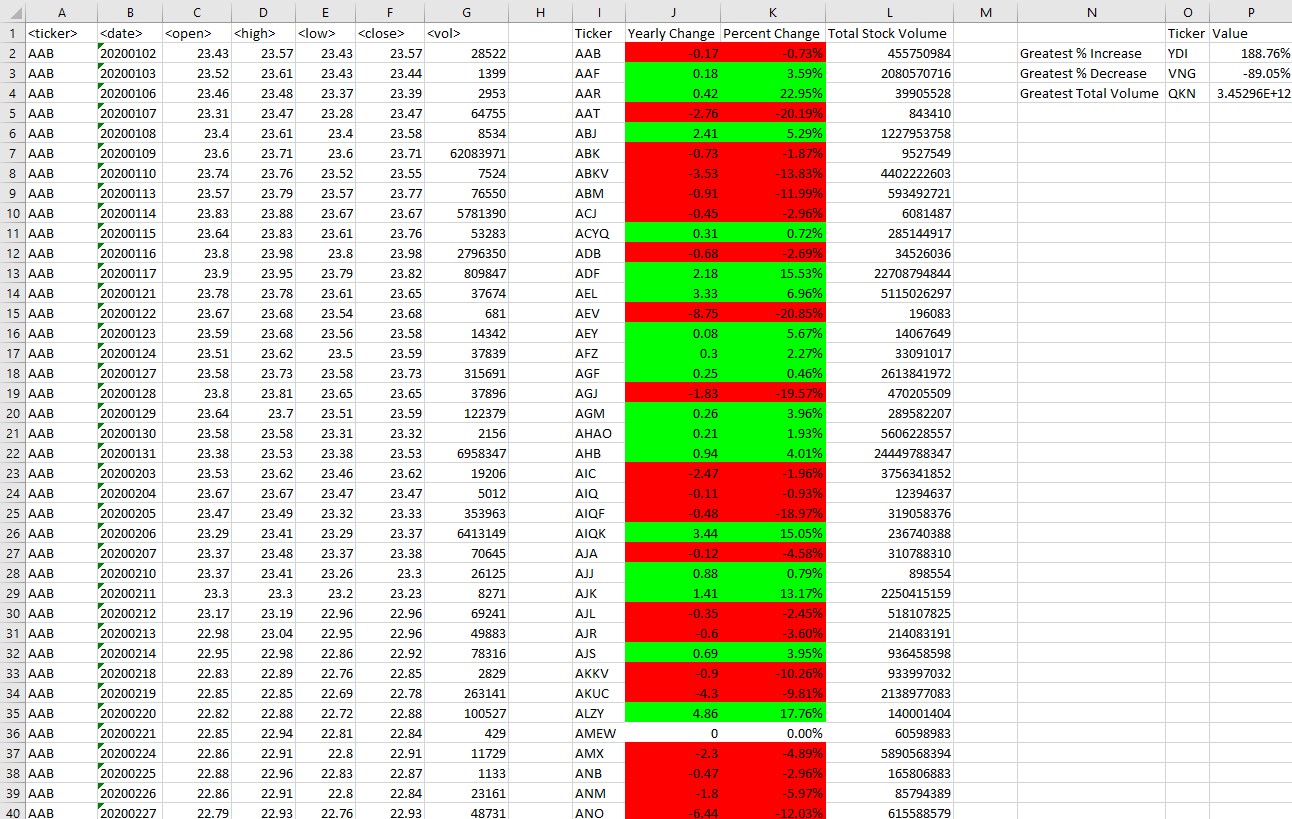 A B C D E F G H I J K L M N O P
1 <ticker> <date> <open> <high> <low> <close> <vol> Ticker Yearly Change Percent Change Total Stock Volume Ticker Value
2 AAB 20200102 23.43 23.57 23.43 23.57 28522 AAB -0.17 -0.73% 455750984 Greatest % Increase YDI 188.76%
3 AAB 20200103 23.52 23.61 23.43 23.44 1399 AAF 0.18 3.59% 2080570716 Greatest % Decrease VNG -89.05%
4 AAB 20200106 23.46 23.48 23.37 23.39 2953 AAR 0.42 22.95% 39905528 Greatest Total Volume QKN 3.45296E+12
5 AAB 20200107 23.31 23.47 23.28 23.47 64755 AAT -2.76 -20.19% 843410
6 AAB 20200108 23.4 23.61 23.4 23.58 8534 ABJ 2.41 5.29% 1227953758
7 AAB 20200109 23.6 23.71 23.6 23.71 62083971 ABK -0.73 -1.87% 9527549
8 AAB 20200110 23.74 23.76 23.52 23.55 7524 ABKV -3.53 -13.83% 4402222603
9 AAB 20200113 23.57 23.79 23.57 23.77 76550 ABM -0.91 -11.99% 593492721
10 AAB 20200114 23.83 23.88 23.67 23.67 5781390 ACJ -0.45 -2.96% 6081487
11 AAB 20200115 23.64 23.83 23.61 23.76 53283 ACYQ 0.31 0.72% 285144917
12 AAB 20200116 23.8 23.98 23.8 23.98 2796350 ADB -0.68 -2.69% 34526036
13 AAB 20200117 23.9 23.95 23.79 23.82 809847 ADF 2.18 15.53% 22708794844
14 AAB 20200121 23.78 23.78 23.61 23.65 37674 AEL 3.33 6.96% 5115026297
15 AAB 20200122 23.67 23.68 23.54 23.68 681 AEV -8.75 -20.85% 196083
16 AAB 20200123 23.59 23.68 23.56 23.58 14342 AEY 0.08 5.67% 14067649
17 AAB 20200124 23.51 23.62 23.5 23.59 37839 AFZ 0.3 2.27% 33091017
18 AAB 20200127 23.58 23.73 23.58 23.73 315691 AGF 0.25 0.46% 2613841972
19 AAB 20200128 23.8 23.81 23.65 23.65 37896 AGJ -1.83 -19.57% 470205509
20 AAB 20200129 23.64 23.7 23.51 23.59 122379 AGM 0.26 3.96% 289582207
21 AAB 20200130 23.58 23.58 23.31 23.32 2156 AHAO 0.21 1.93% 5606228557
22 AAB 20200131 23.38 23.53 23.38 23.53 6958347 AHB 0.94 4.01% 24449788347
23 AAB 20200203 23.53 23.62 23.46 23.62 19206 AIC -2.47 -1.96% 3756341852
24 AAB 20200204 23.67 23.67 23.47 23.47 5012 AIQ -0.11 -0.93% 12394637
25 AAB 20200205 23.47 23.49 23.32 23.33 353963 AIQF -0.48 -18.97% 319058376
26 AAB 20200206 23.29 23.41 23.29 23.37 6413149 AIQK 3.44 15.05% 236740388
27 AAB 20200207 23.37 23.48 23.37 23.38 70645 AJA -0.12 -4.58% 310788310
28 AAB 20200210 23.37 23.41 23.26 23.3 26125 AJJ 0.88 0.79% 898554
29 AAB 20200211 23.3 23.3 23.2 23.23 8271 AJK 1.41 13.17% 2250415159
30 AAB 20200212 23.17 23.19 22.96 22.96 69241 AJL -0.35 -2.45% 518107825
31 AAB 20200213 22.98 23.04 22.95 22.96 49883 AJR -0.6 -3.60% 214083191
32 AAB 20200214 22.95 22.98 22.86 22.92 78316 AJS 0.69 3.95% 936458598
33 AAB 20200218 22.83 22.89 22.76 22.85 2829 AKKV -0.9 -10.26% 933997032
34 AAB 20200219 22.85 22.85 22.69 22.78 263141 AKUC -4.3 -9.81% 2138977083
35 AAB 20200220 22.82 22.88 22.72 22.88 100527 ALZY 4.86 17.76% 140001404
36 AAB 20200221 22.85 22.94 22.81 22.84 429 AMEW 0 0.00% 60598983
37 AAB 20200224 22.86 22.91 22.8 22.91 11729 AMX -2.3 -4.89% 5890568394
38 AAB 20200225 22.88 22.96 22.83 22.87 1133 ANB -0.47 -2.96% 165806883
39 AAB 20200226 22.86 22.91 22.8 22.84 23161 ANM -1.8 -5.97% 85794389
40 AAB 20200227 22.79 22.93 22.76 22.93 48731 ANO -6.44 -12.03% 615588579